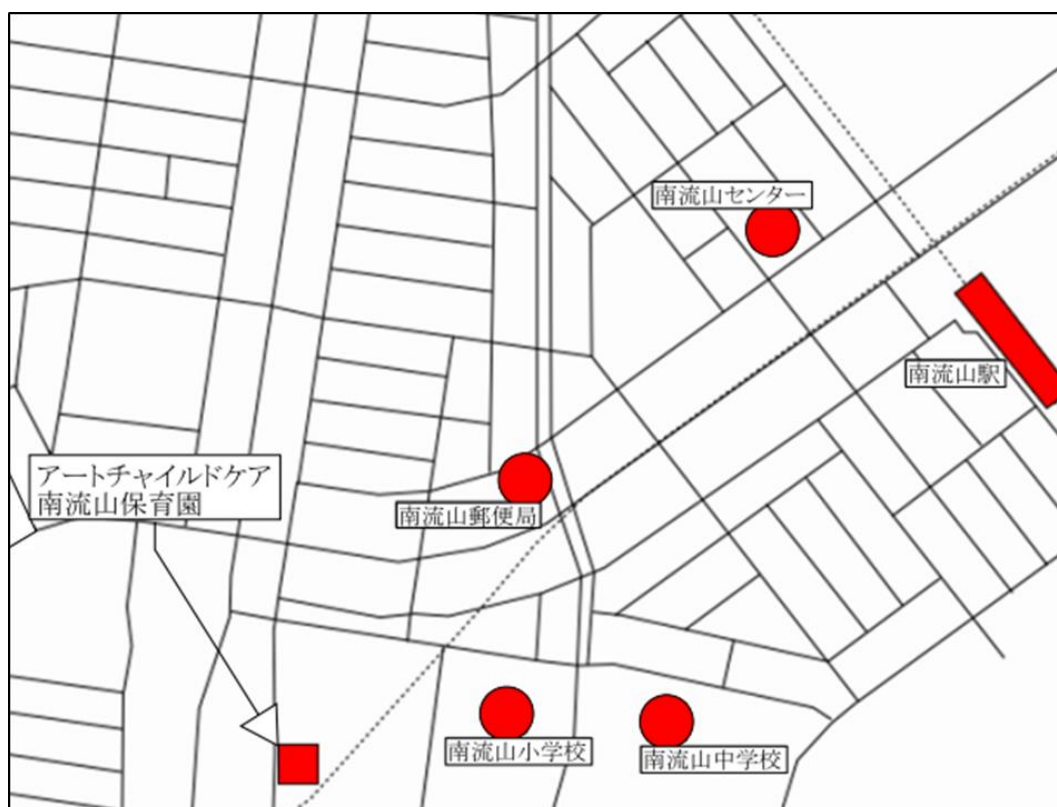 南流山センター
南流山駅
アートチャイルドケア
南流山保育園
南流山郵便局
南流山小学校
南流山中学校